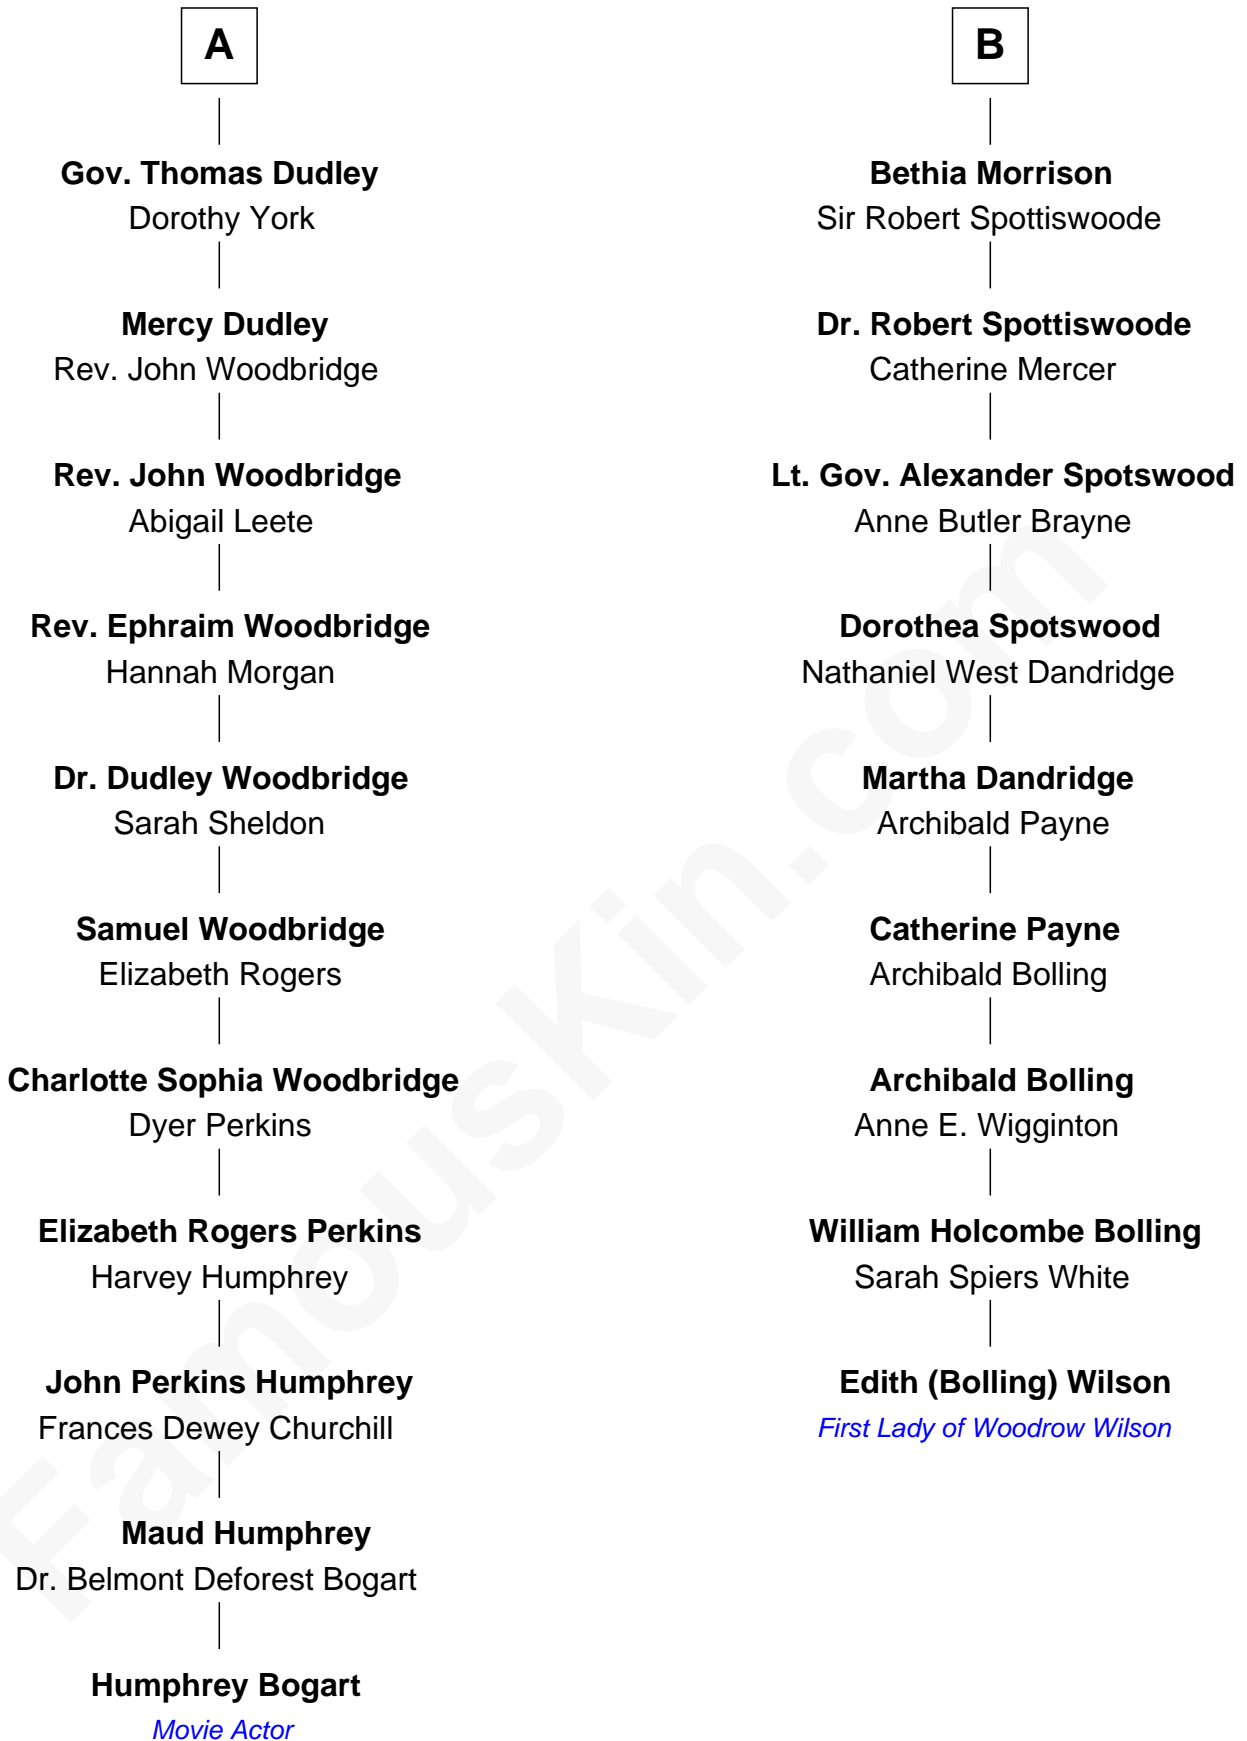 A
Gov. Thomas Dudley
Dorothy York
Mercy Dudley
Rev. John Woodbridge
Rev. John Woodbridge
Abigail Leete
Rev. Ephraim Woodbridge
Hannah Morgan
Dr. Dudley Woodbridge
Sarah Sheldon
Samuel Woodbridge
Elizabeth Rogers
Charlotte Sophia Woodbridge
Dyer Perkins
Elizabeth Rogers Perkins
Harvey Humphrey
John Perkins Humphrey
Frances Dewey Churchill
Maud Humphrey
Dr. Belmont Deforest Bogart
Humphrey Bogart
Movie Actor
B
Bethia Morrison
Sir Robert Spottiswoode
Dr. Robert Spottiswoode
Catherine Mercer
Lt. Gov. Alexander Spotswood
Anne Butler Brayne
Dorothea Spotswood
Nathaniel West Dandridge
Martha Dandridge
Archibald Payne
Catherine Payne
Archibald Bolling
Archibald Bolling
Anne E. Wigginton
William Holcombe Bolling
Sarah Spiers White
Edith (Bolling) Wilson
First Lady of Woodrow Wilson
FamousKin.com